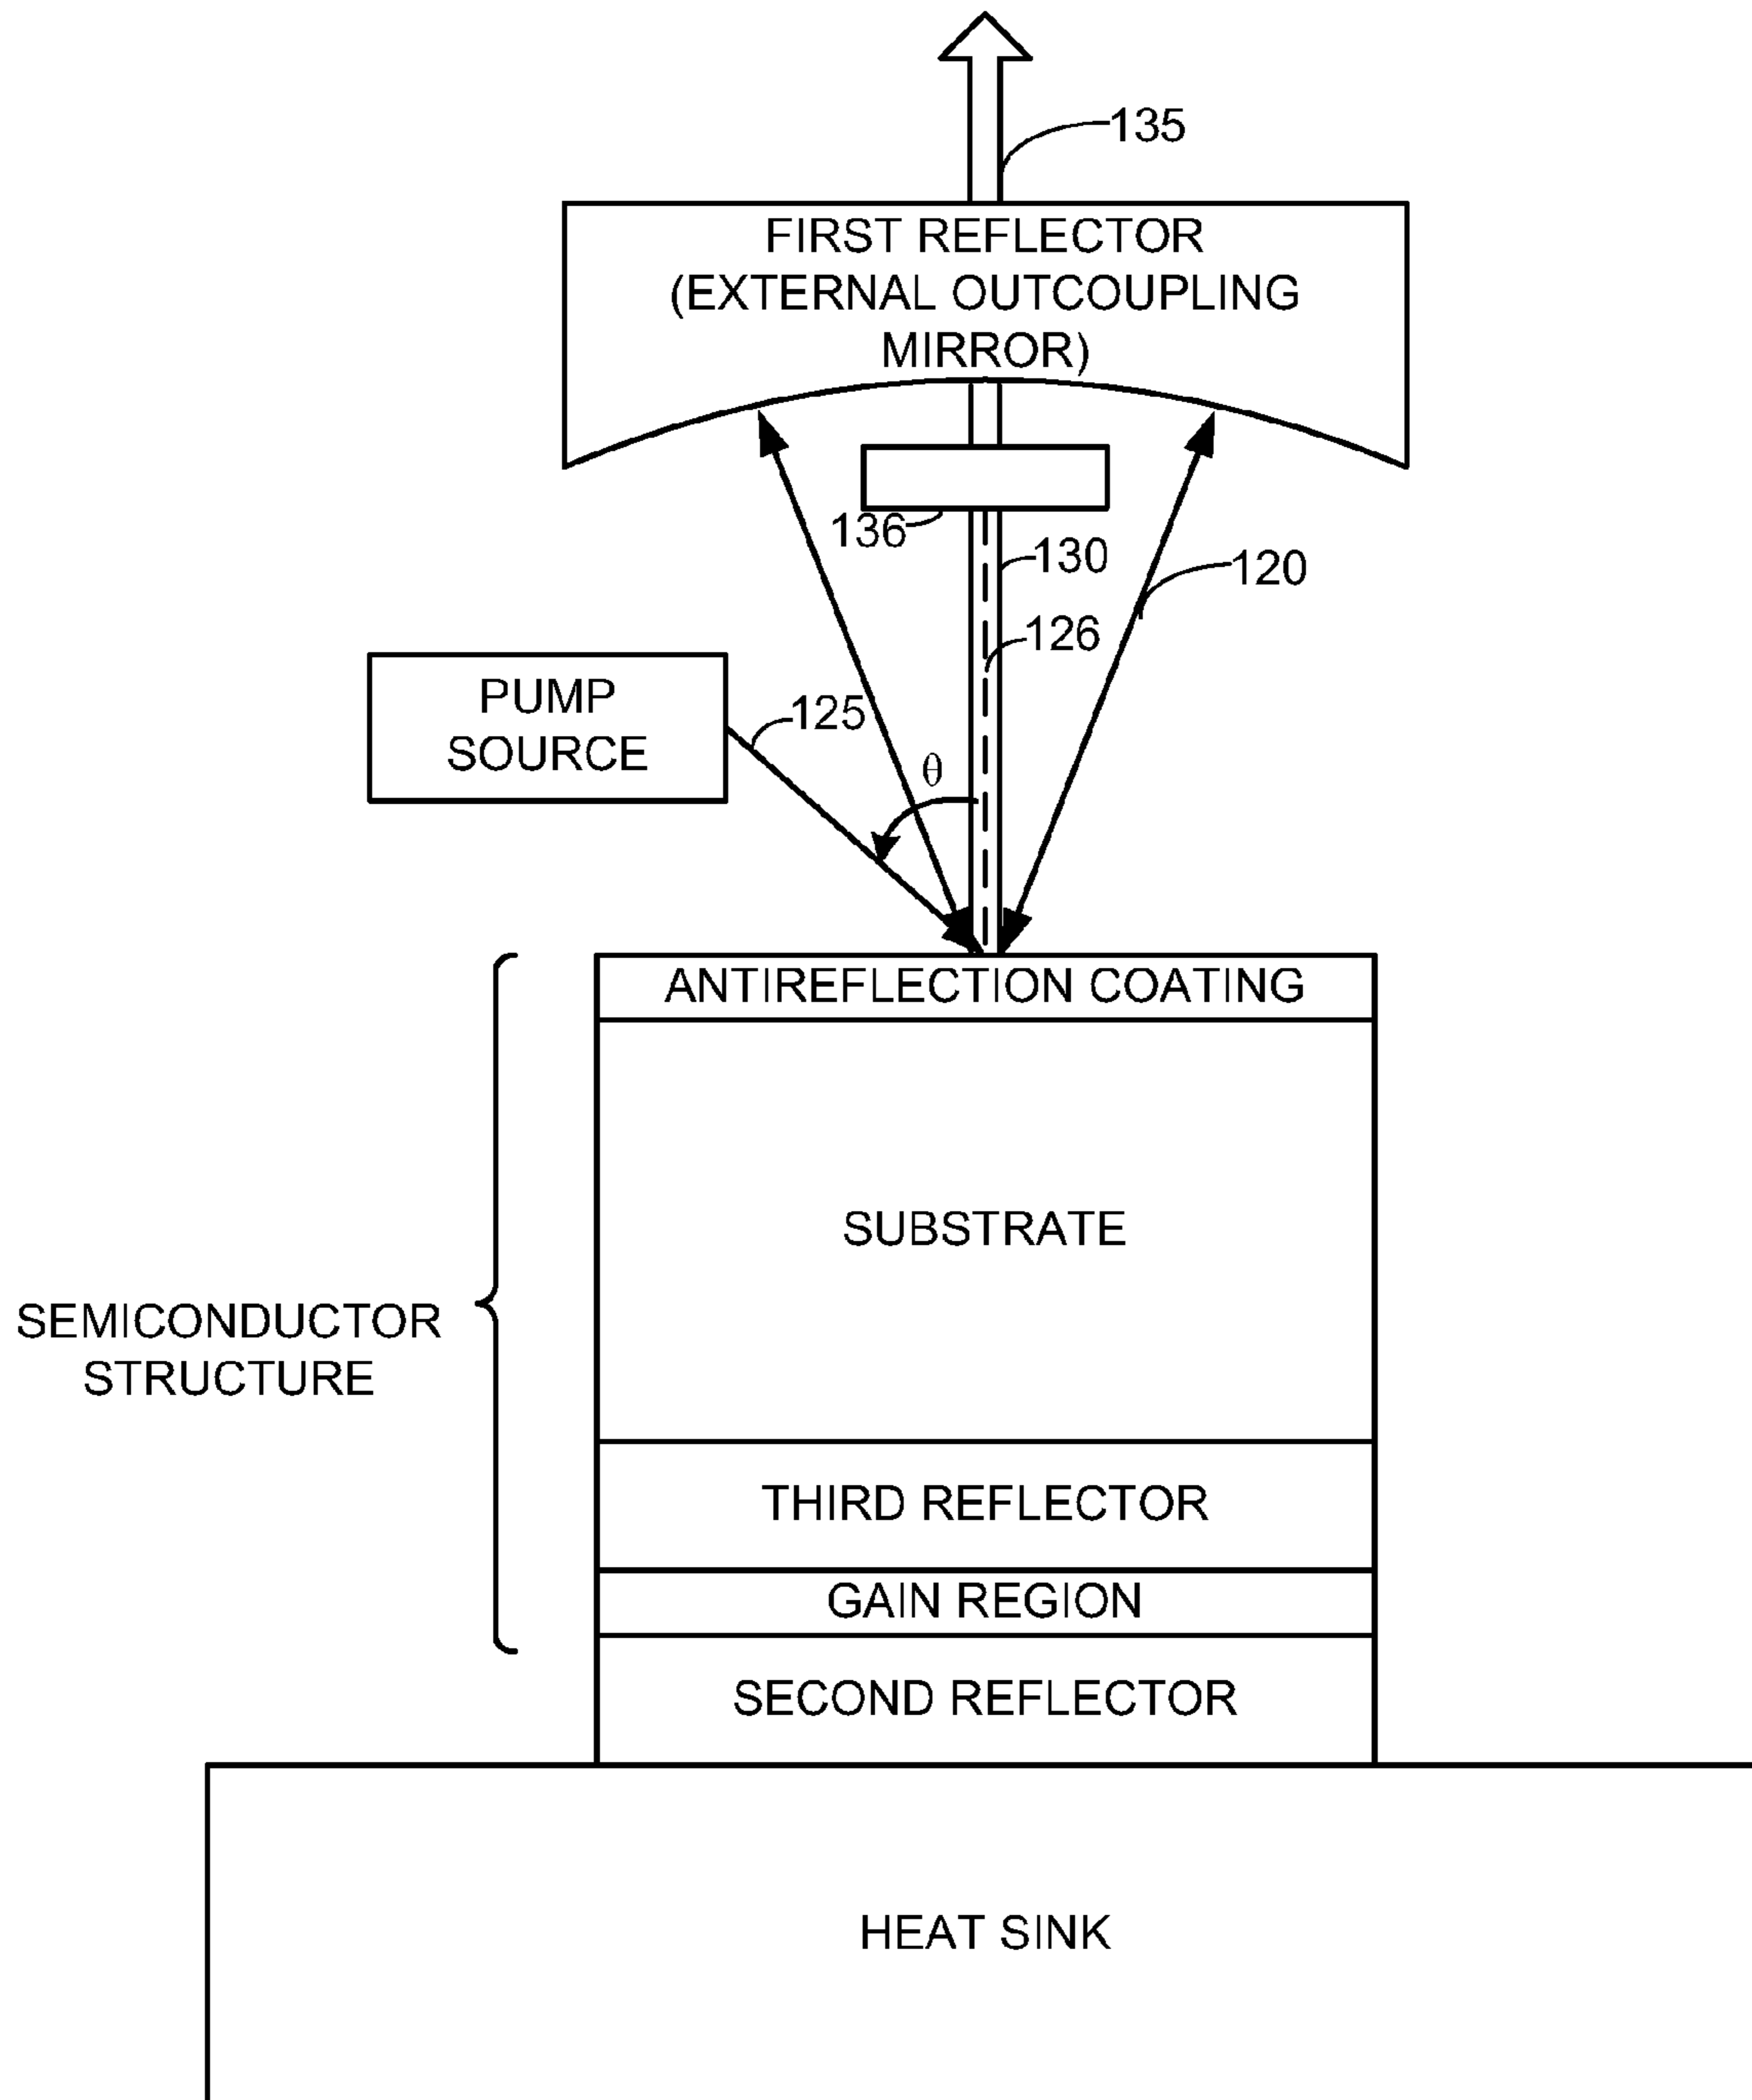 135
FIRST REFLECTOR
(EXTERNAL OUTCOUPLING
MIRROR)
136
130
120
126
PUMP
SOURCE
125
θ
ANTIREFLECTION COATING
SUBSTRATE
SEMICONDUCTOR
STRUCTURE
THIRD REFLECTOR
GAIN REGION
SECOND REFLECTOR
HEAT SINK